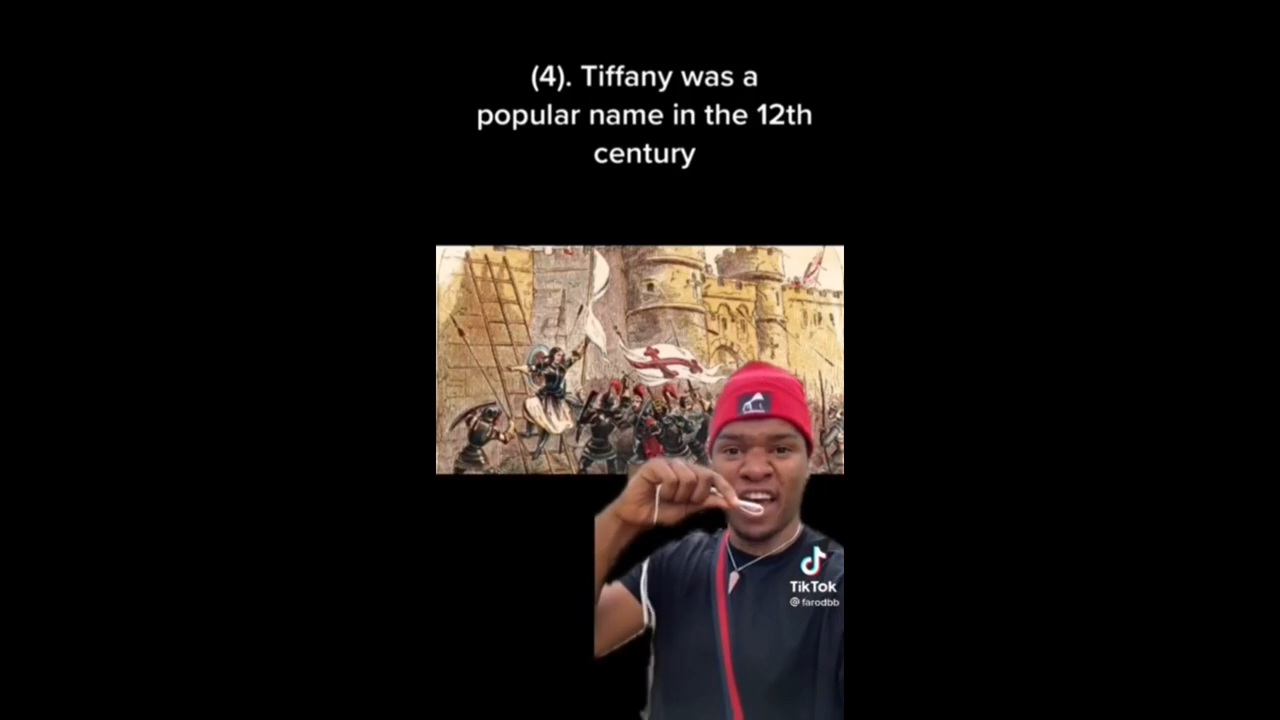 (4). Tiffany was a
popular name in the 12th
century
TikTok
@farodbb